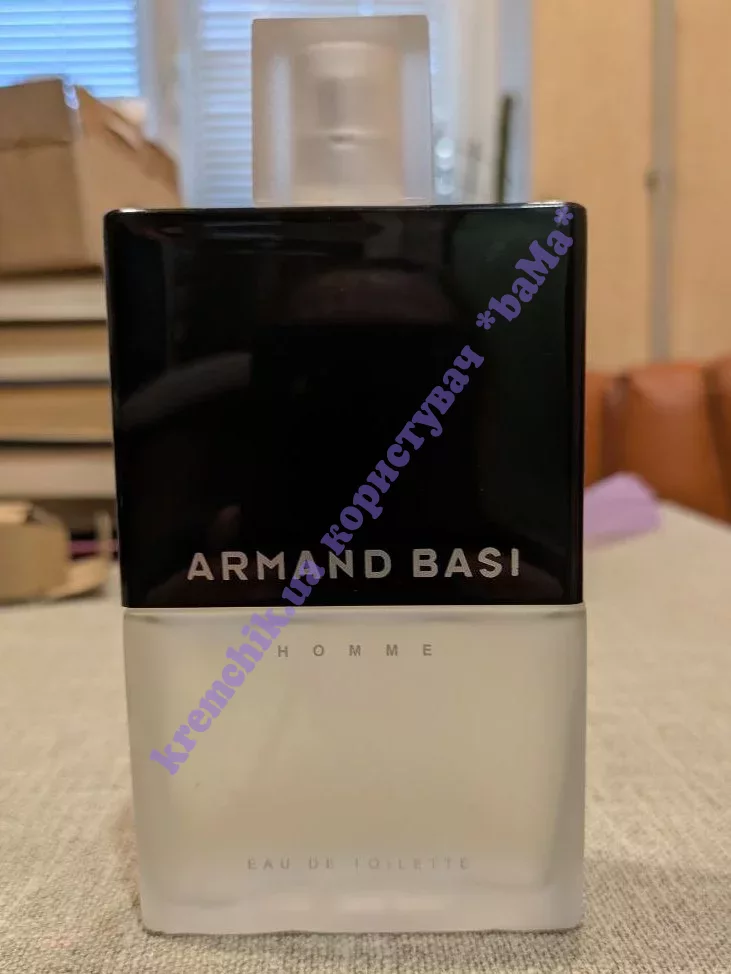 ARMAND BASI
HOMME
EAU DE TOILETTE
kremchik.ua користувач *baMa*